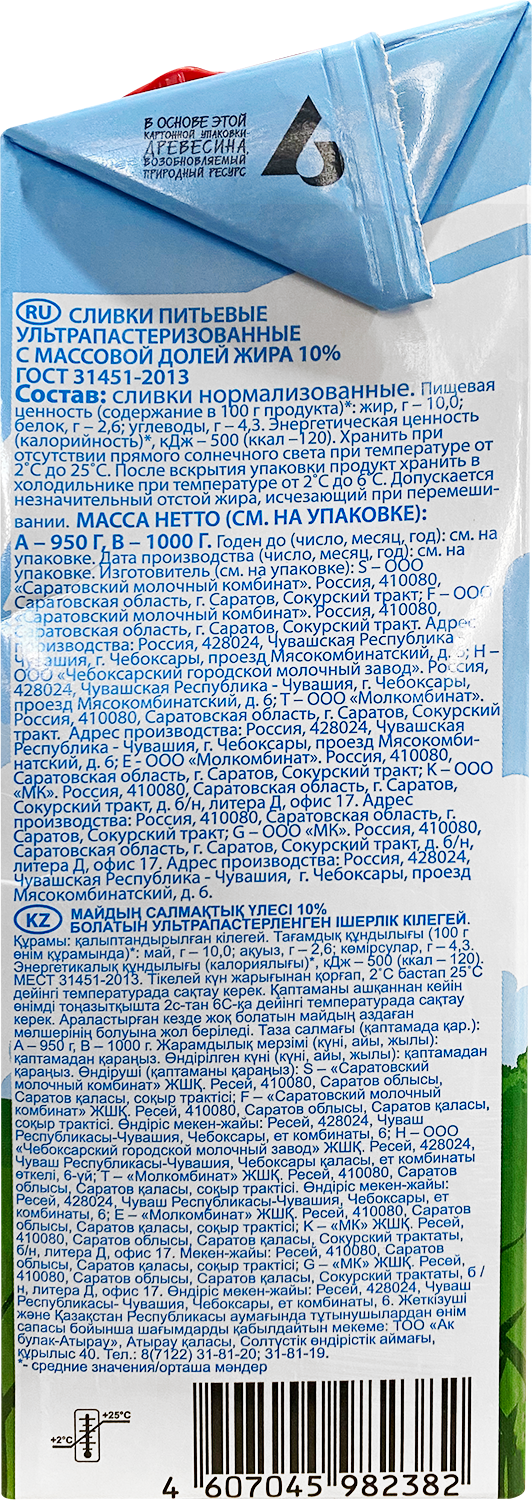 В ОСНОВЕ ЭТОЙ
КАРТОННОЙ УПАКОВКИ-
ДРЕВЕСИНА,
ВОЗОБНОВЛЯЕМЫЙ
ПРИРОДНЫЙ РЕСУРС
RU СЛИВКИ ПИТЬЕВЫЕ
УЛЬТРАПАСТЕРИЗОВАННЫЕ
С МАССОВОЙ ДОЛЕЙ ЖИРА 10%
ГОСТ 31451-2013
Состав: сливки нормализованные. Пищевая
ценность (содержание в 100 г продукта)*: жир, г – 10,0;
белок, г – 2,6; углеводы, г – 4,3. Энергетическая ценность
(калорийность)*, кДж – 500 (ккал –120). Хранить при
отсутствии прямого солнечного света при температуре от
2˚С до 25˚С. После вскрытия упаковки продукт хранить в
холодильнике при температуре от 2˚С до 6˚С. Допускается
незначительный отстой жира, исчезающий при перемеши-
вании. МАССА НЕТТО (СМ. НА УПАКОВКЕ):
А – 950 Г, В – 1000 Г. Годен до (число, месяц, год): см. на
упаковке. Дата производства (число, месяц, год): см. на
упаковке. Изготовитель (см. на упаковке): S – ООО
«Саратовский молочный комбинат». Россия, 410080,
Саратовская область, г. Саратов, Сокурский тракт; F – ООО
«Саратовский молочный комбинат». Россия, 410080,
Саратовская область, г. Саратов, Сокурский тракт. Адрес
производства: Россия, 428024, Чувашская Республика -
Чувашия, г. Чебоксары, проезд Мясокомбинатский, д. 6; H –
ООО «Чебоксарский городской молочный завод». Россия,
428024, Чувашская Республика - Чувашия, г. Чебоксары,
проезд Мясокомбинатский, д. 6; T – ООО «Молкомбинат».
Россия, 410080, Саратовская область, г. Саратов, Сокурский
тракт. Адрес производства: Россия, 428024, Чувашская
Республика - Чувашия, г. Чебоксары, проезд Мясокомби-
натский, д. 6; E - ООО «Молкомбинат». Россия, 410080,
Саратовская область, г. Саратов, Сокурский тракт; K – ООО
«МК». Россия, 410080, Саратовская область, г. Саратов,
Сокурский тракт, д. б/н, литера Д, офис 17. Адрес
производства: Россия, 410080, Саратовская область, г.
Саратов, Сокурский тракт; G – ООО «МК». Россия, 410080,
Саратовская область, г. Саратов, Сокурский тракт, д. б/н,
литера Д, офис 17. Адрес производства: Россия, 428024,
Чувашская Республика - Чувашия, г. Чебоксары, проезд
Мясокомбинатский, д. 6.
KZ МАЙДЫҢ САЛМАҚТЫҚ ҮЛЕСІ 10%
БОЛАТЫН УЛЬТРАПАСТЕРЛЕНГЕН ІШЕРЛІК КІЛЕГЕЙ.
Құрамы: қалыптандырылған кілегей. Тағамдық құндылығы (100 г
өнім құрамында)*: май, г – 10,0; ақуыз, г – 2,6; көмірсулар, г – 4,3.
Энергетикалық құндылығы (калориялығы)*, кДж – 500 (ккал – 120).
МЕСТ 31451-2013. Тікелей күн жарығынан қорғап, 2˚С бастап 25˚С
дейінгі температурада сақтау керек. Қаптаманы ашқаннан кейін
өнімді тоңазытқышта 2с-тан 6С-қа дейінгі температурада сақтау
керек. Араластырған кезде жоқ болатын майдың аздаған
мөлшерінің болуына жол беріледі. Таза салмағы (қаптамада қар.):
А – 950 г, В – 1000 г. Жарамдылық мерзімі (күні, айы, жылы):
қаптамадан қараңыз. Өндірілген күні (күні, айы, жылы): қаптамадан
қараңыз. Өндіруші (қаптаманы қараңыз): S – «Саратовский
молочный комбинат» ЖШҚ. Ресей, 410080, Саратов облысы,
Саратов қаласы, соқыр трактісі; F – «Саратовский молочный
комбинат» ЖШҚ. Ресей, 410080, Саратов облысы, Саратов қаласы,
соқыр трактісі. Өндіріс мекен-жайы: Ресей, 428024, Чуваш
Республикасы-Чувашия, Чебоксары, ет комбинаты, 6; H – ООО
«Чебоксарский городской молочный завод» ЖШҚ. Ресей, 428024,
Чуваш Республикасы-Чувашия, Чебоксары қаласы, ет комбинаты
өткелі, 6-үй; T – «Молкомбинат» ЖШҚ. Ресей, 410080, Саратов
облысы, Саратов қаласы, соқыр трактісі. Өндіріс мекен-жайы:
Ресей, 428024, Чуваш Республикасы-Чувашия, Чебоксары, ет
комбинаты, 6; E – «Молкомбинат» ЖШҚ. Ресей, 410080, Саратов
облысы, Саратов қаласы, соқыр трактісі; K – «МК» ЖШҚ. Ресей,
410080, Саратов облысы, Саратов қаласы, Сокурский трактаты,
б/н, литера Д, офис 17. Мекен-жайы: Ресей, 410080, Саратов
облысы, Саратов қаласы, соқыр трактісі; G – «МК» ЖШҚ. Ресей,
410080, Саратов облысы, Саратов қаласы, Сокурский трактаты, б /
н, литера Д, офис 17. Өндіріс мекен-жайы: Ресей, 428024, Чуваш
Республикасы-Чувашия, Чебоксары, ет комбинаты, 6. Жеткізуші
және Қазақстан Республикасы аумағында тұтынушылардан өнім
сапасы бойынша шағымдарды қабылдайтын мекеме: ТОО «Ак
булак-Атырау», Атырау қаласы, Солтүстік өндірістік аймағы,
құрылыс 40. Тел.: 8(7122) 31-81-20; 31-81-19.
*- средние значения/орташа мәндер
+25°С
+2°С
4 607045 982382